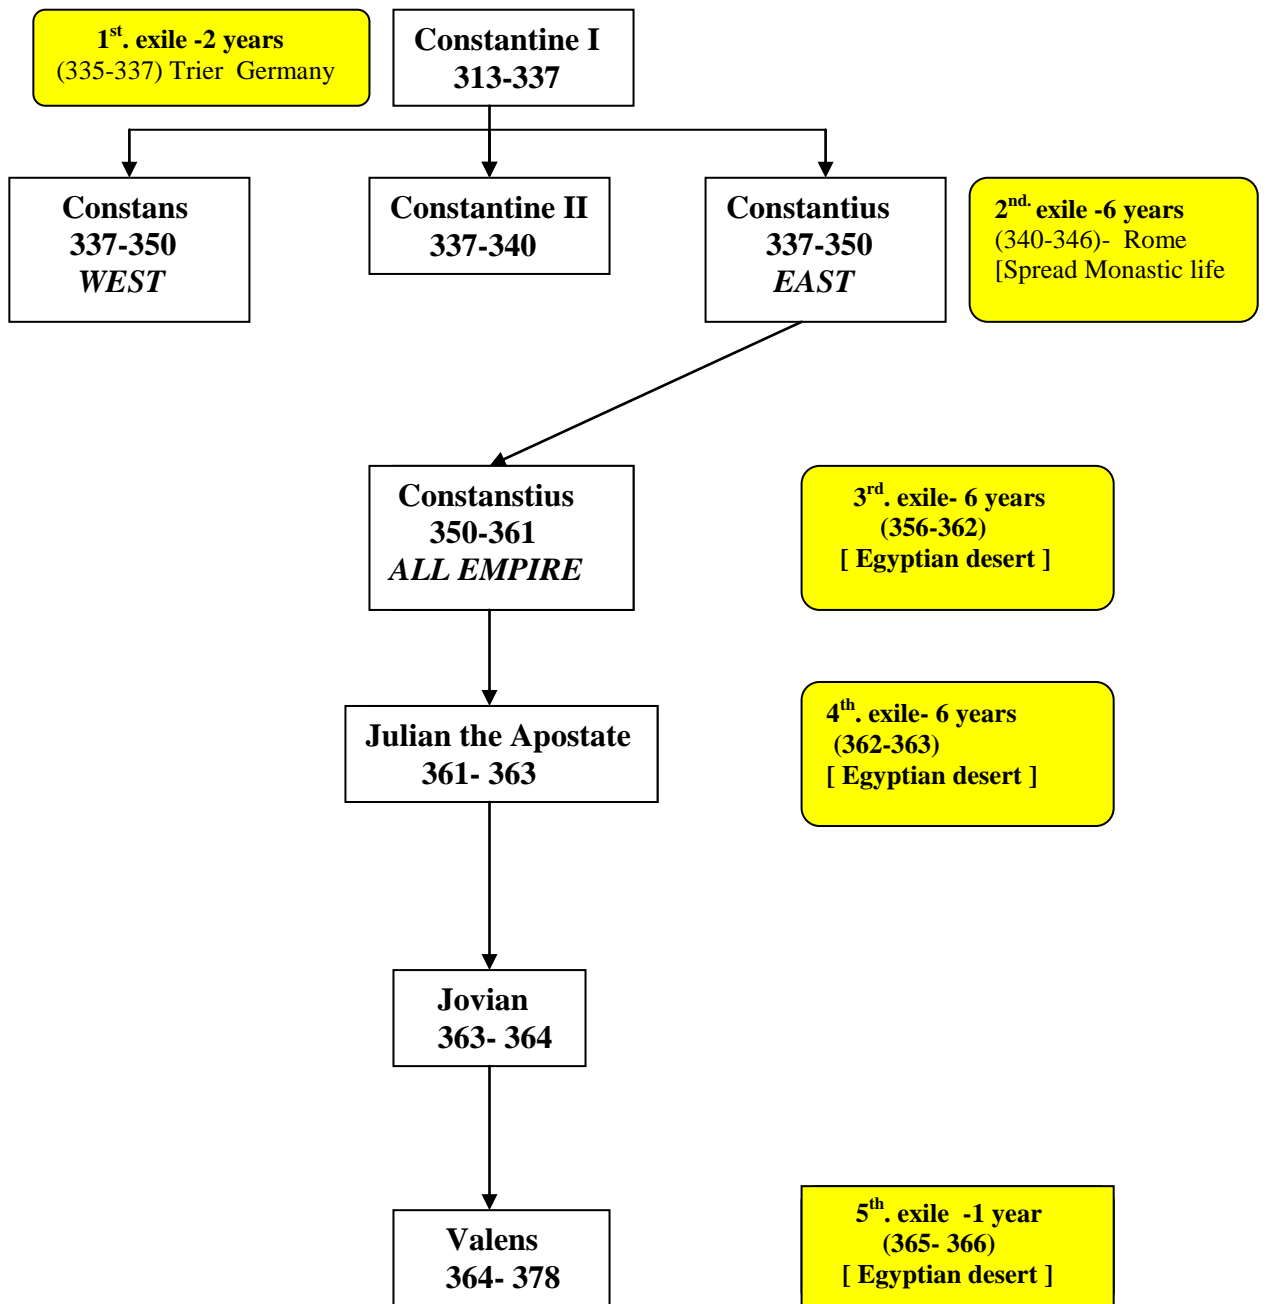 1st. exile -2 years
(335-337) Trier Germany
Constantine I
313-337
Constans
337-350
WEST
Constantine II
337-340
Constantius
337-350
EAST
2nd. exile -6 years
(340-346)- Rome
[Spread Monastic life
Constanstius
350-361
ALL EMPIRE
3rd. exile- 6 years
(356-362)
[ Egyptian desert ]
Julian the Apostate
361- 363
4th. exile- 6 years
(362-363)
[ Egyptian desert ]
Jovian
363- 364
Valens
364- 378
5th. exile -1 year
(365- 366)
[ Egyptian desert ]